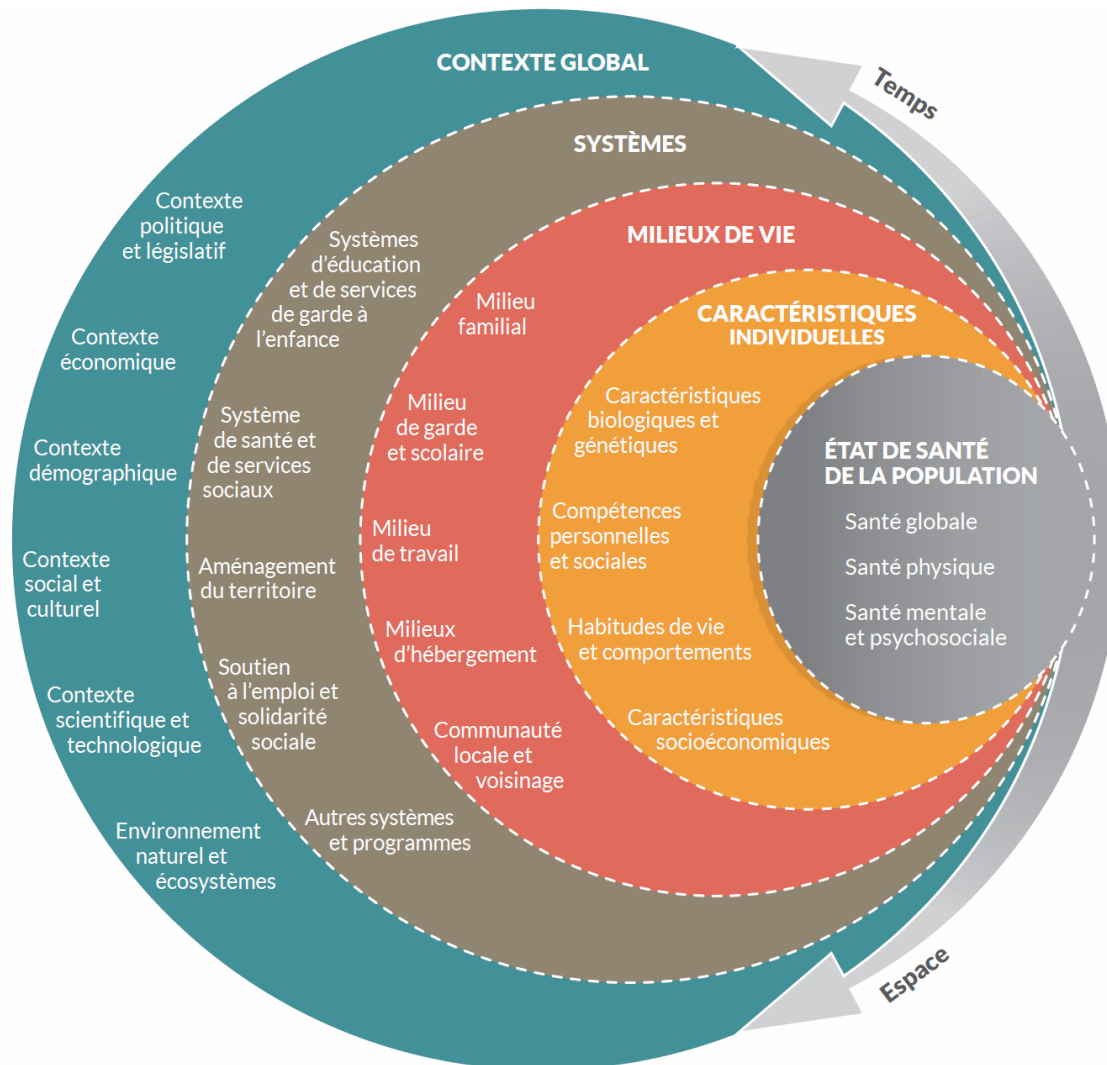 CONTEXTE GLOBAL
Temps
SYSTÈMES
Contexte
politique
et législatif
Contexte
économique
Contexte
démographique
Contexte
social et
culturel
Contexte
scientifique et
technologique
Environnement
naturel et
écosystèmes
Systèmes
d’éducation
et de services
de garde à
l’enfance
Système
de santé et
de services
sociaux
Aménagement
du territoire
Soutien
à l’emploi et
solidarité
sociale
Autres systèmes
et programmes
MILIEUX DE VIE
Milieu
familial
Milieu
de garde
et scolaire
Milieu
de travail
Milieux
d’hébergement
Communauté
locale et
voisinage
CARACTÉRISTIQUES
INDIVIDUELLES
Caractéristiques
biologiques et
génétiques
Compétences
personnelles
et sociales
Habitudes de vie
et comportements
Caractéristiques
socioéconomiques
ÉTAT DE SANTÉ
DE LA POPULATION
Santé globale
Santé physique
Santé mentale
et psychosociale
Espace